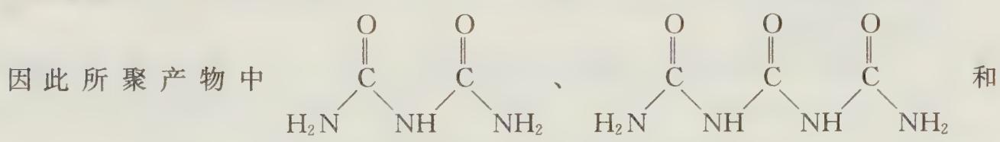 O O O O O
因此所聚产物中 C C 、 C C C 和
H₂N NH NH₂ H₂N NH NH NH₂